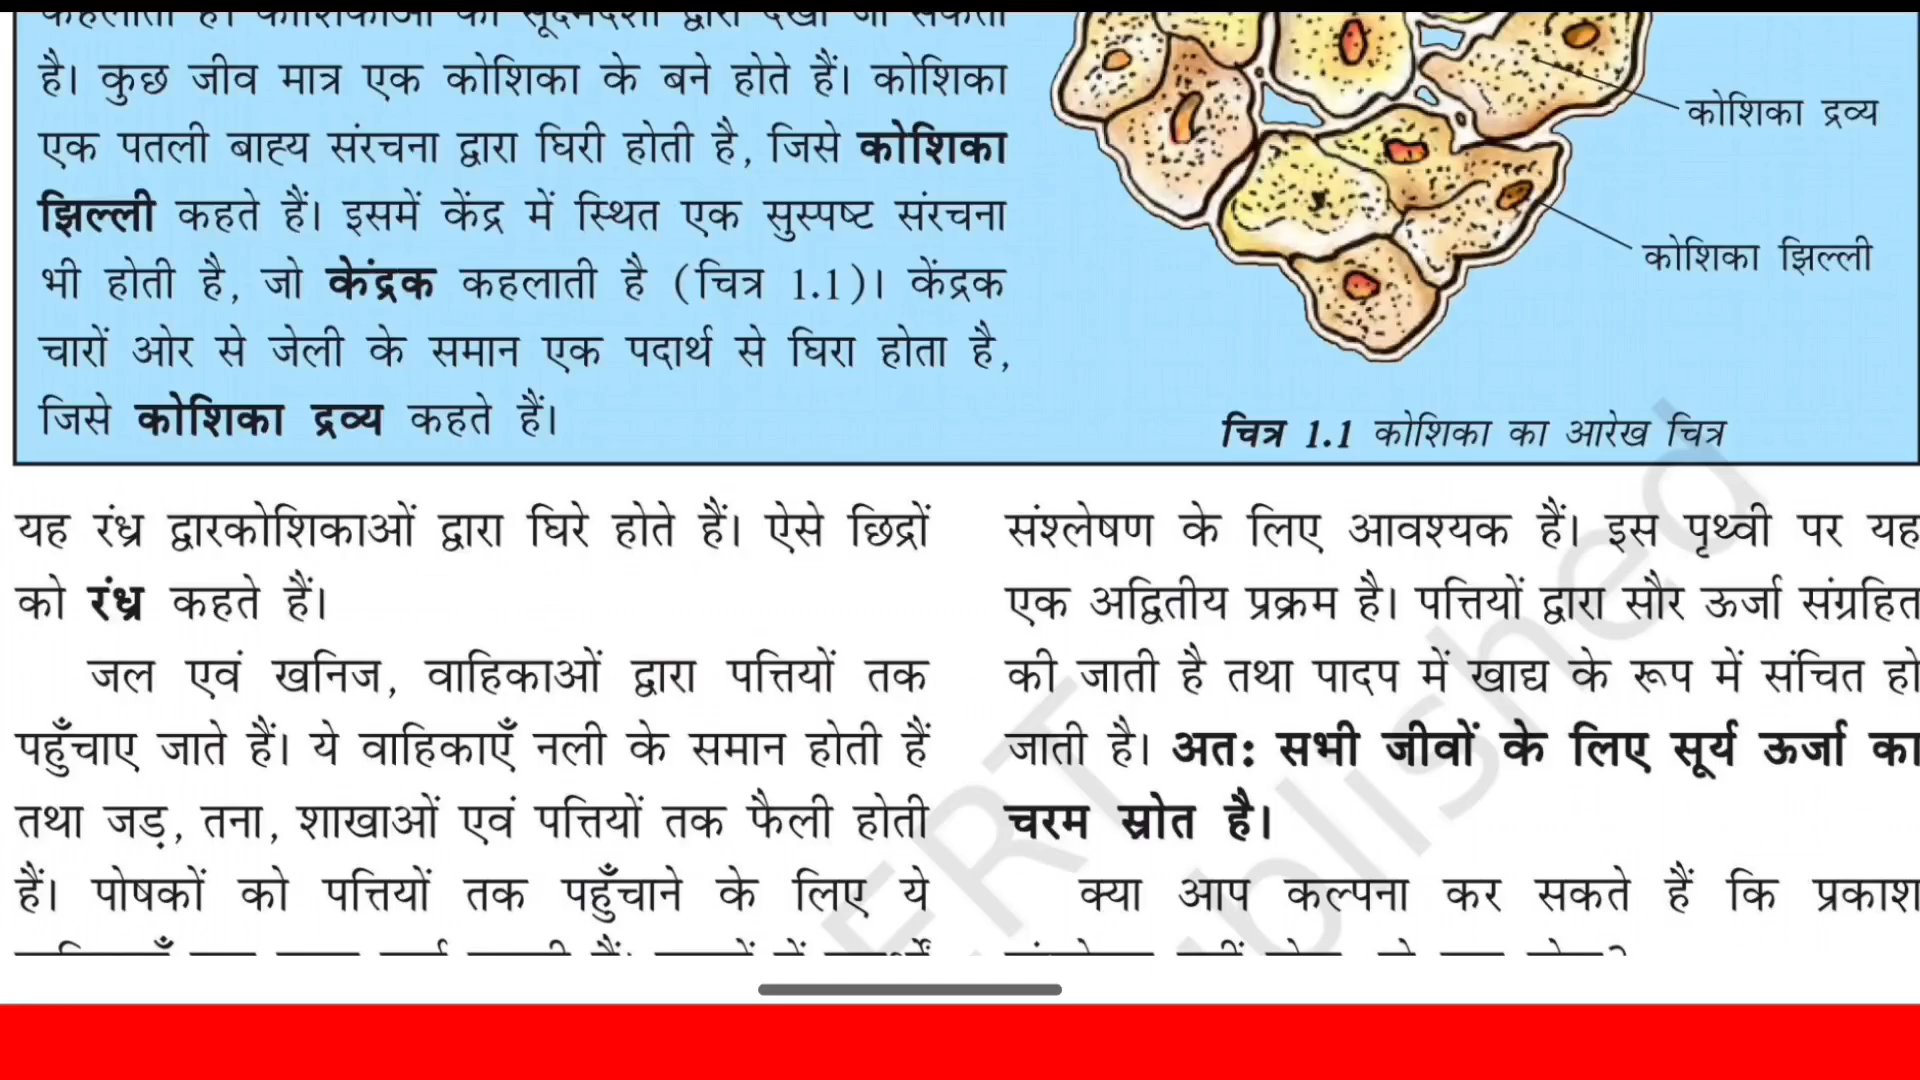 है। कुछ जीव मात्र एक कोशिका के बने होते हैं। कोशिका
एक पतली बाह्य संरचना द्वारा घिरी होती है, जिसे कोशिका
झिल्ली कहते हैं। इसमें केंद्र में स्थित एक सुस्पष्ट संरचना
भी होती है, जो केंद्रक कहलाती है (चित्र 1.1)। केंद्रक
चारों ओर से जेली के समान एक पदार्थ से घिरा होता है,
जिसे कोशिका द्रव्य कहते हैं।
कोशिका द्रव्य
कोशिका झिल्ली
चित्र 1.1 कोशिका का आरेख चित्र
यह रंध्र द्वारकोशिकाओं द्वारा घिरे होते हैं। ऐसे छिद्रों
को रंध्र कहते हैं।
जल एवं खनिज, वाहिकाओं द्वारा पत्तियों तक
पहुँचाए जाते हैं। ये वाहिकाएँ नली के समान होती हैं
तथा जड़, तना, शाखाओं एवं पत्तियों तक फैली होती
हैं। पोषकों को पत्तियों तक पहुँचाने के लिए ये
संश्लेषण के लिए आवश्यक हैं। इस पृथ्वी पर यह
एक अद्वितीय प्रक्रम है। पत्तियों द्वारा सौर ऊर्जा संग्रहित
की जाती है तथा पादप में खाद्य के रूप में संचित हो
जाती है। अतः सभी जीवों के लिए सूर्य ऊर्जा का
चरम स्रोत है।
क्या आप कल्पना कर सकते हैं कि प्रकाश